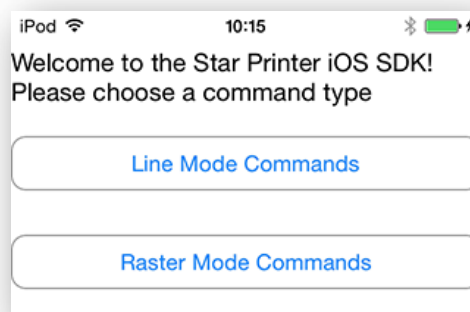 iPod 10:15
Welcome to the Star Printer iOS SDK!
Please choose a command type
Line Mode Commands
Raster Mode Commands